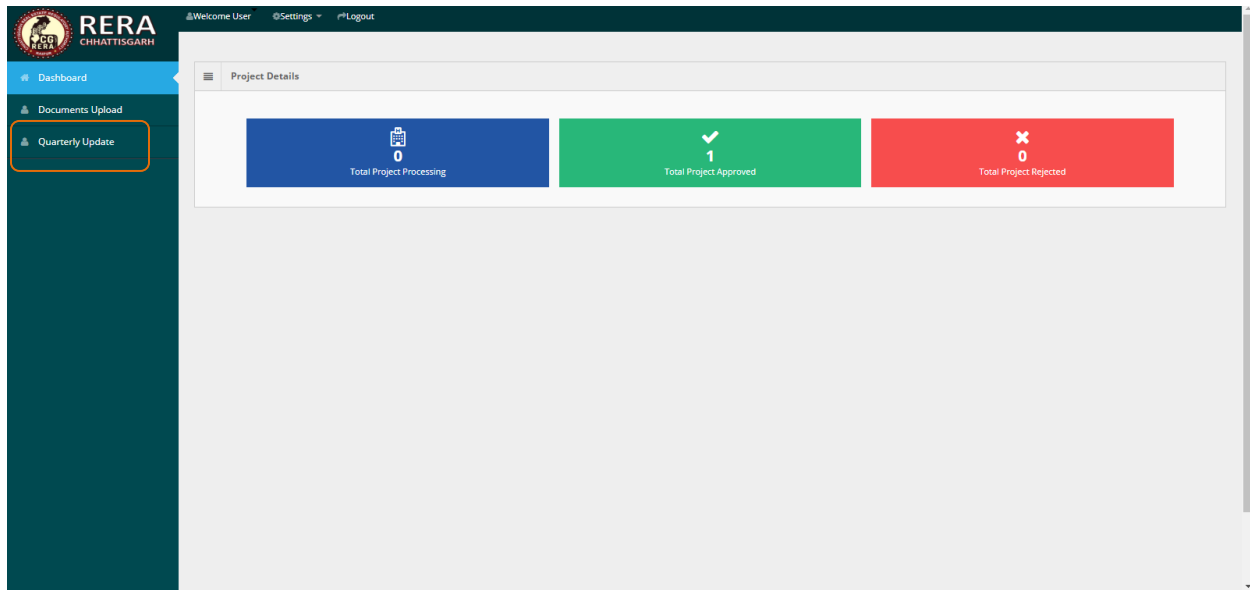 RERA
CHHATTISGARH
CG
RERA
Welcome User Settings Logout
Dashboard
Documents Upload
Quarterly Update
Project Details
0
Total Project Processing
1
Total Project Approved
0
Total Project Rejected